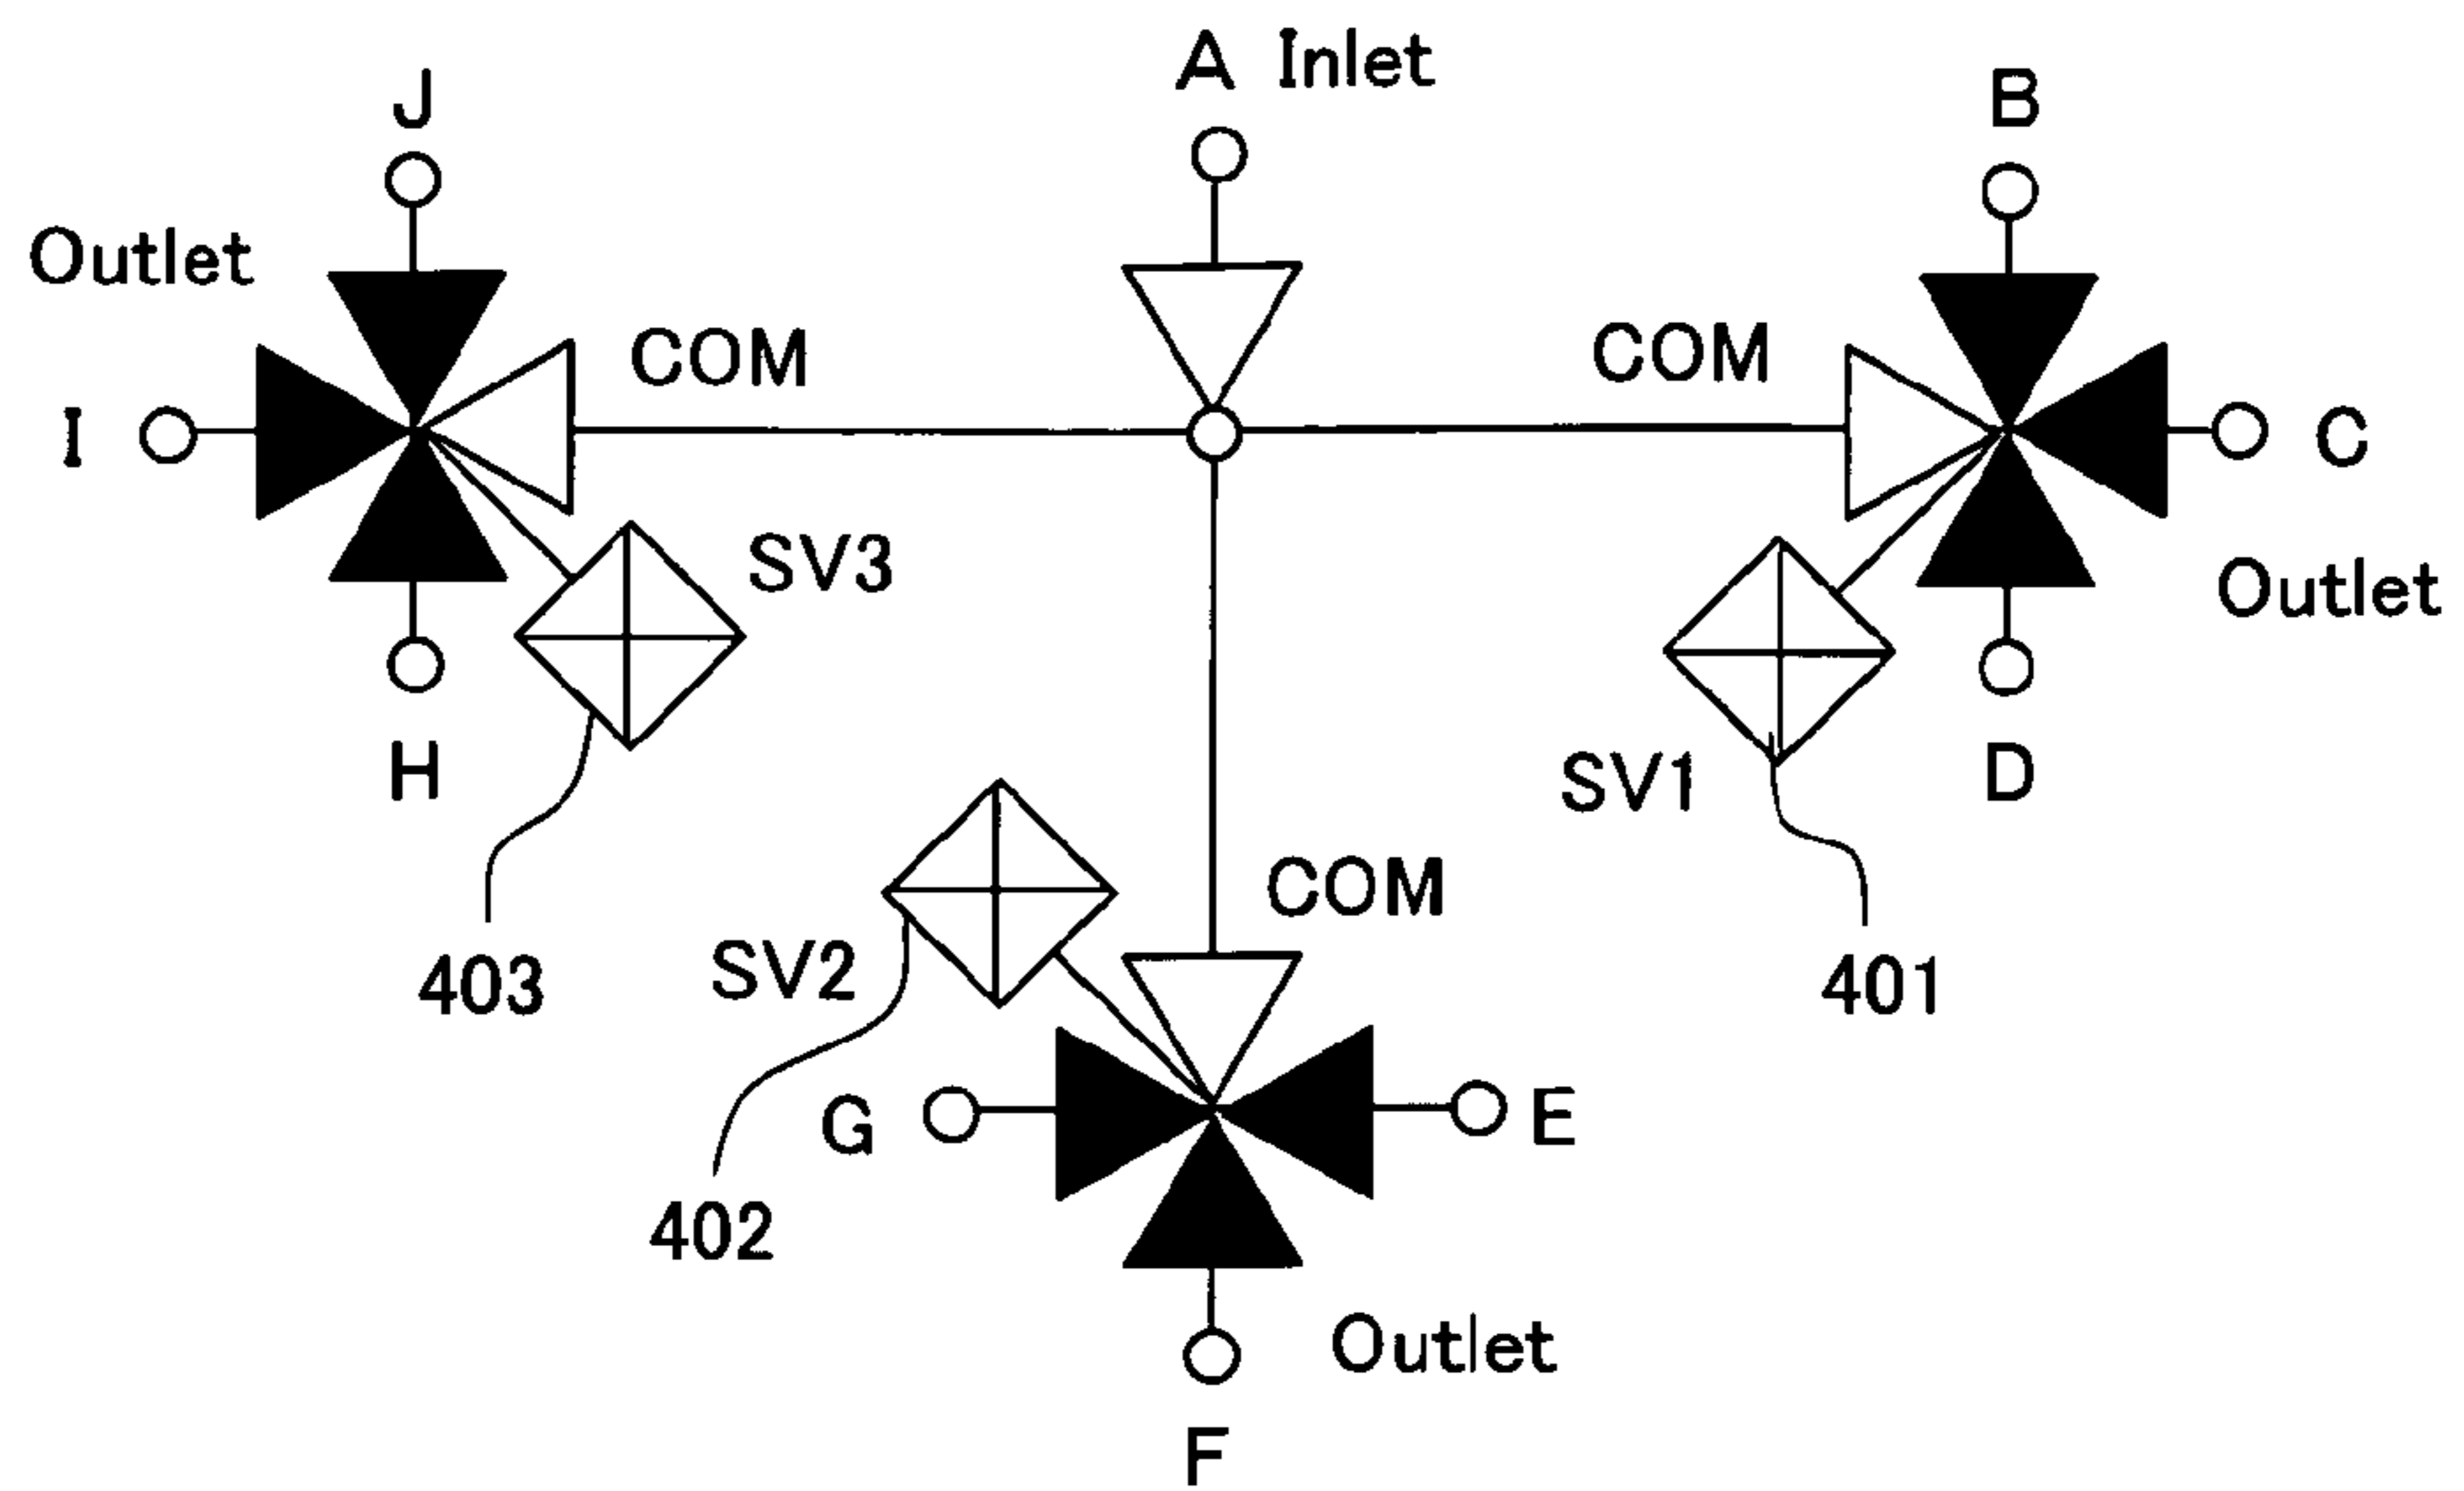 A Inlet
J
B
Outlet
COM
COM
I
C
SV3
Outlet
H
SV1
D
COM
SV2
403
401
G
E
402
Outlet
F